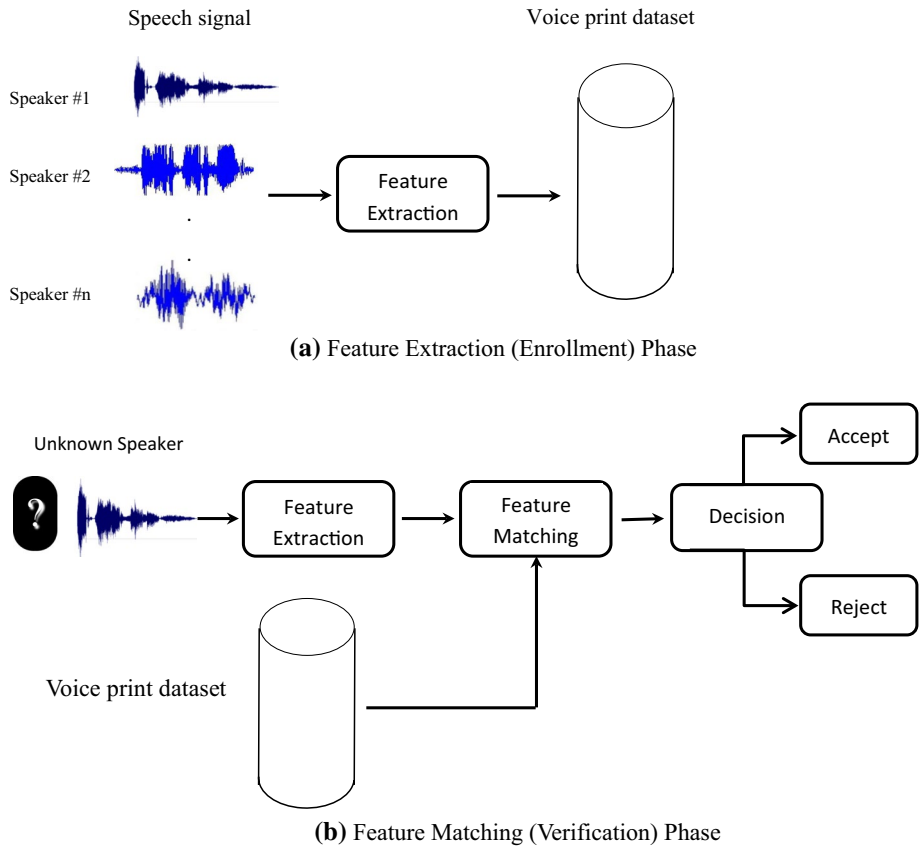 Speech signal
Voice print dataset
Speaker #1
Speaker #2
.
.
Speaker #n
Feature
Extraction
(a) Feature Extraction (Enrollment) Phase
Unknown Speaker
?
Feature
Extraction
Feature
Matching
Decision
Accept
Reject
Voice print dataset
(b) Feature Matching (Verification) Phase